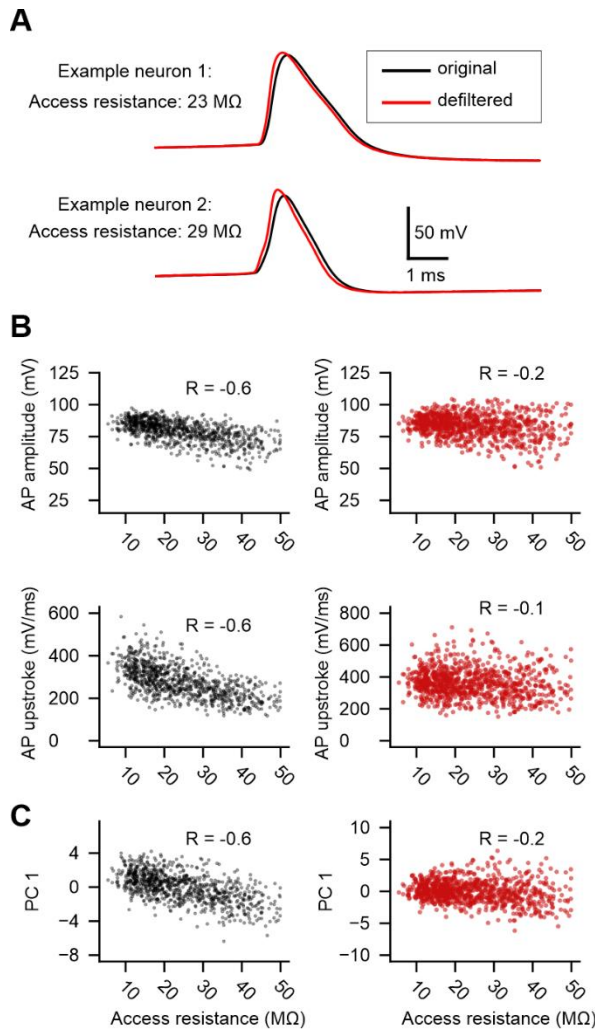 A
Example neuron 1:
Access resistance: 23 MΩ
original
defiltered
Example neuron 2:
Access resistance: 29 MΩ
50 mV
1 ms
B
AP amplitude (mV)
125
100
75
50
25
R = -0.6
10 20 30 40 50
AP amplitude (mV)
125
100
75
50
25
R = -0.2
10 20 30 40 50
AP upstroke (mV/ms)
600
400
200
0
R = -0.6
10 20 30 40 50
AP upstroke (mV/ms)
800
600
400
200
0
R = -0.1
10 20 30 40 50
C
PC 1
4
0
−4
−8
R = -0.6
10 20 30 40 50
Access resistance (MΩ)
PC 1
10
5
0
−5
−10
R = -0.2
10 20 30 40 50
Access resistance (MΩ)